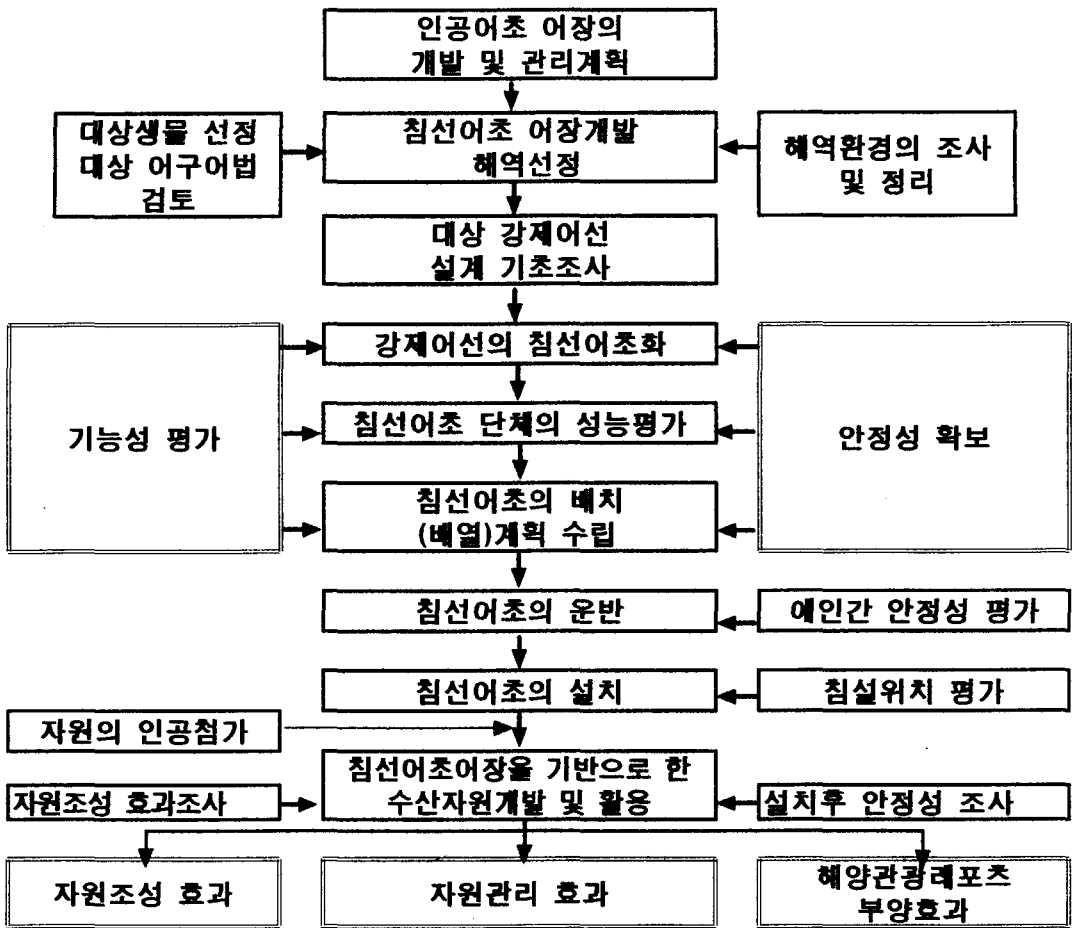 인공어초 어장의
개발 및 관리계획
대상생물 선정
대상 어구어법
검토
침선어초 어장개발
해역선정
해역환경의 조사
및 정리
대상 강제어선
설계 기초조사
강제어선의 침선어초화
기능성 평가
침선어초 단체의 성능평가
안정성 확보
침선어초의 배치
(배열)계획 수립
침선어초의 운반
예인간 안정성 평가
침선어초의 설치
침설위치 평가
자원의 인공첨가
침선어초어장을 기반으로 한
수산자원개발 및 활용
자원조성 효과조사
설치후 안정성 조사
자원조성 효과
자원관리 효과
해양관광레포츠
부양효과